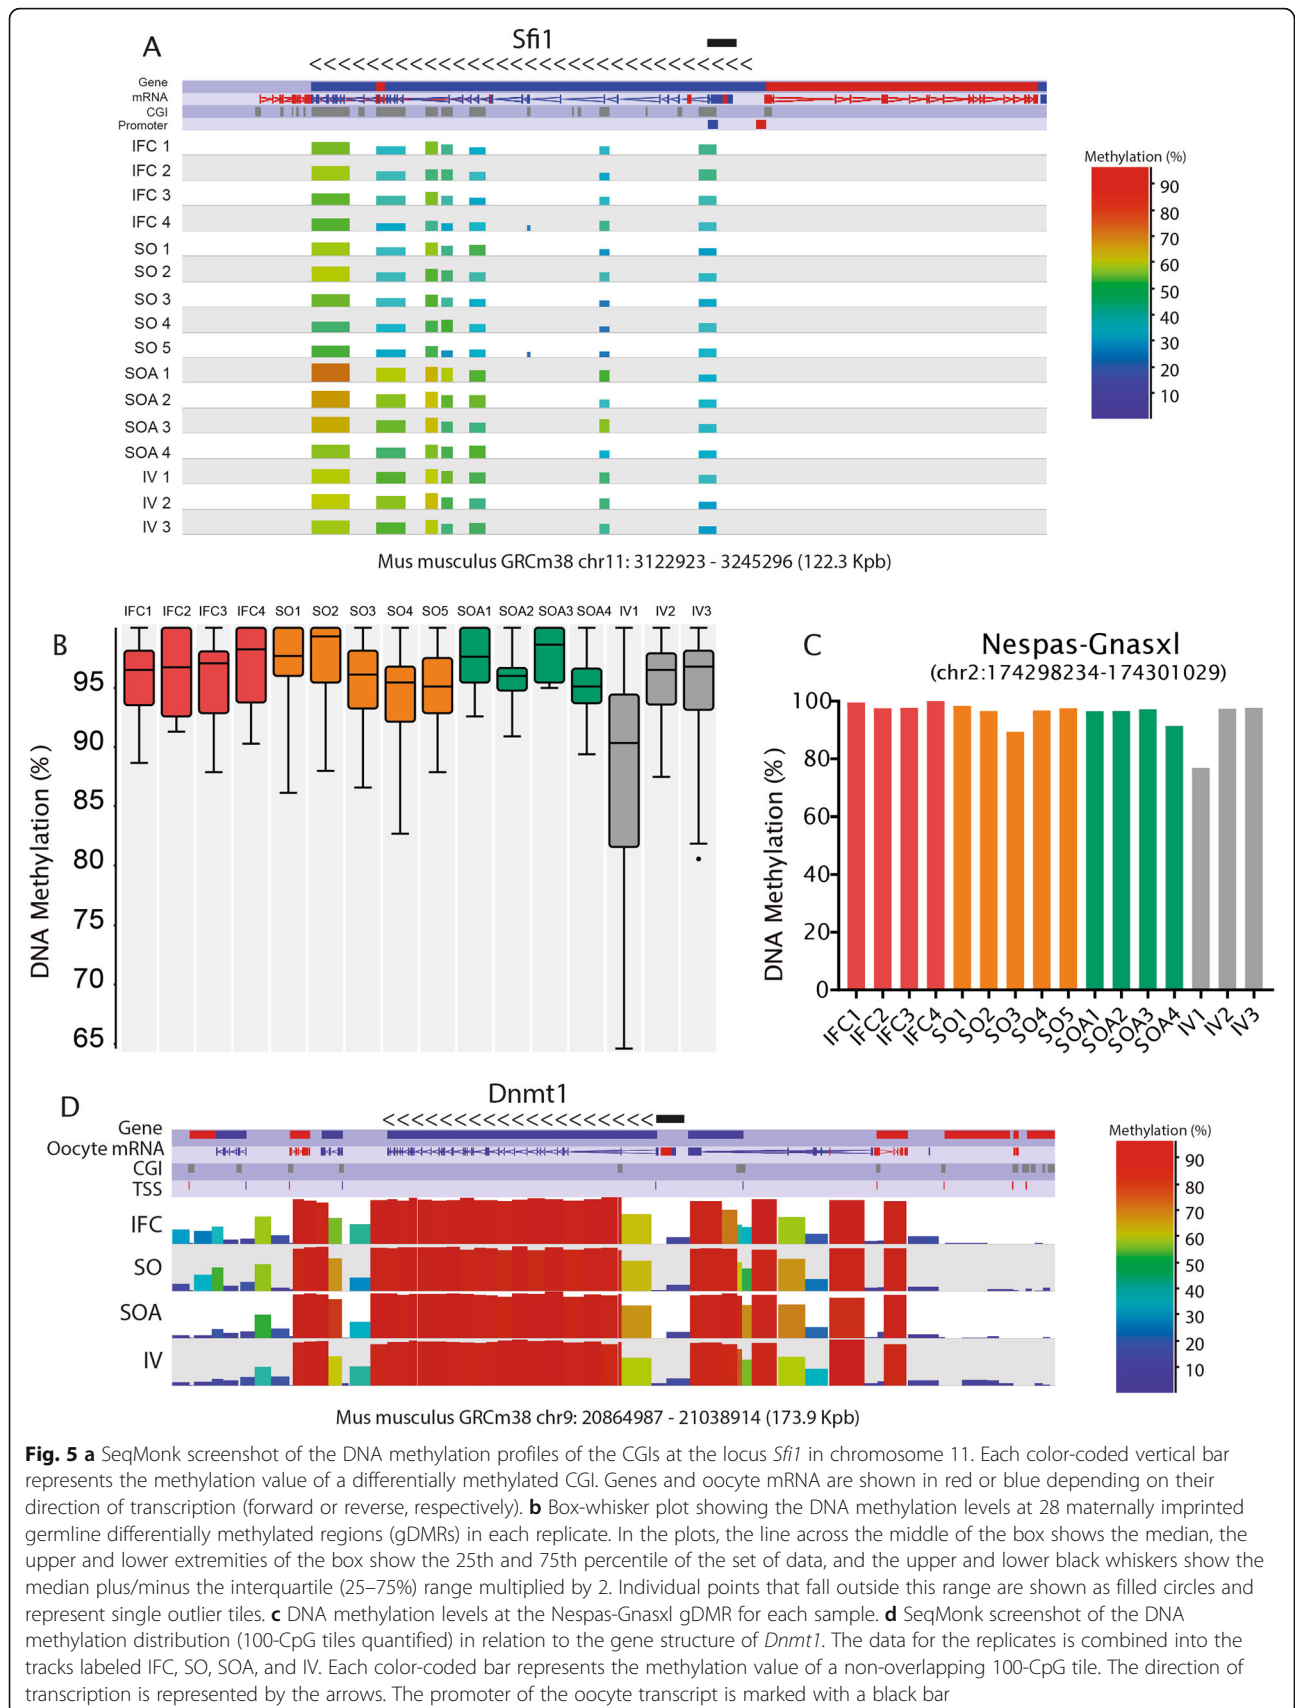 A
Sfi1
<<<<<<<<<<<<<<<<<<<<<<<<<<<<<<<
Gene
mRNA
CGI
Promoter
IFC 1
IFC 2
IFC 3
IFC 4
SO 1
SO 2
SO 3
SO 4
SO 5
SOA 1
SOA 2
SOA 3
SOA 4
IV 1
IV 2
IV 3
Methylation (%)
90
80
70
60
50
40
30
20
10
Mus musculus GRCm38 chr11: 3122923 - 3245296 (122.3 Kpb)
B
IFC1 IFC2 IFC3 IFC4 SO1 SO2 SO3 SO4 SO5 SOA1 SOA2 SOA3 SOA4 IV1 IV2 IV3
DNA Methylation (%)
95
90
85
80
75
70
65
C
Nespas-Gnasxl
(chr2:174298234-174301029)
DNA Methylation (%)
100
80
60
40
20
0
IFC1 IFC2 IFC3 IFC4 SO1 SO2 SO3 SO4 SO5 SOA1 SOA2 SOA3 SOA4 IV1 IV2 IV3
D
Dnmt1
<<<<<<<<<<<<<<<<<<<<<
Gene
Oocyte mRNA
CGI
TSS
IFC
SO
SOA
IV
Methylation (%)
90
80
70
60
50
40
30
20
10
Mus musculus GRCm38 chr9: 20864987 - 21038914 (173.9 Kpb)
Fig. 5 a SeqMonk screenshot of the DNA methylation profiles of the CGIs at the locus Sfi1 in chromosome 11. Each color-coded vertical bar
represents the methylation value of a differentially methylated CGI. Genes and oocyte mRNA are shown in red or blue depending on their
direction of transcription (forward or reverse, respectively). b Box-whisker plot showing the DNA methylation levels at 28 maternally imprinted
germline differentially methylated regions (gDMRs) in each replicate. In the plots, the line across the middle of the box shows the median, the
upper and lower extremities of the box show the 25th and 75th percentile of the set of data, and the upper and lower black whiskers show the
median plus/minus the interquartile (25–75%) range multiplied by 2. Individual points that fall outside this range are shown as filled circles and
represent single outlier tiles. c DNA methylation levels at the Nespas-Gnasxl gDMR for each sample. d SeqMonk screenshot of the DNA
methylation distribution (100-CpG tiles quantified) in relation to the gene structure of Dnmt1. The data for the replicates is combined into the
tracks labeled IFC, SO, SOA, and IV. Each color-coded bar represents the methylation value of a non-overlapping 100-CpG tile. The direction of
transcription is represented by the arrows. The promoter of the oocyte transcript is marked with a black bar